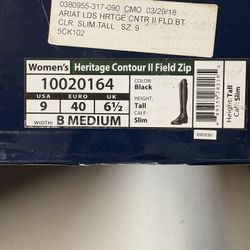 0380955-317-090 CMO 03/29/18
ARIAT LDS HRTGE CNTR II FLD BT
CLR. SLIM TALL SZ. 9
5CK102
Women's Heritage Contour II Field Zip
10020164
USA EUR UK
9 40 6½
WIDTH B MEDIUM
Color:
Black
Height:
Tall
Calf:
Slim
Height: Tall
Calf: Slim